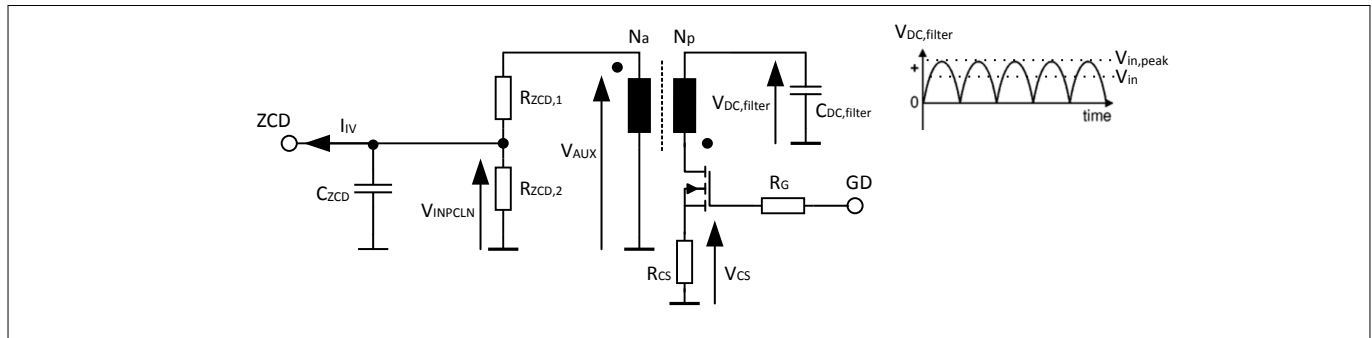 Na Np
VDC,filter
Vin,peak
Vin
+
0
time
RZCD,1
ZCD
IIV
VDC,filter
CDC,filter
VAUX
CZCD
VINPCLN
RZCD,2
RG
GD
RCS
VCS